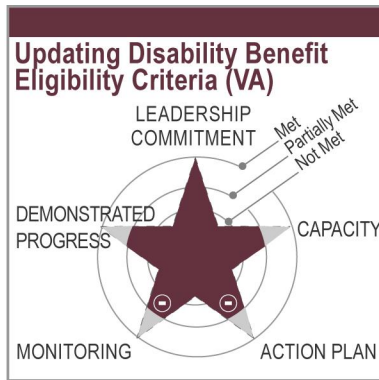 Updating Disability Benefit
Eligibility Criteria (VA)
LEADERSHIP
COMMITMENT
Met
Partially Met
Not Met
DEMONSTRATED
PROGRESS
CAPACITY
MONITORING
ACTION PLAN